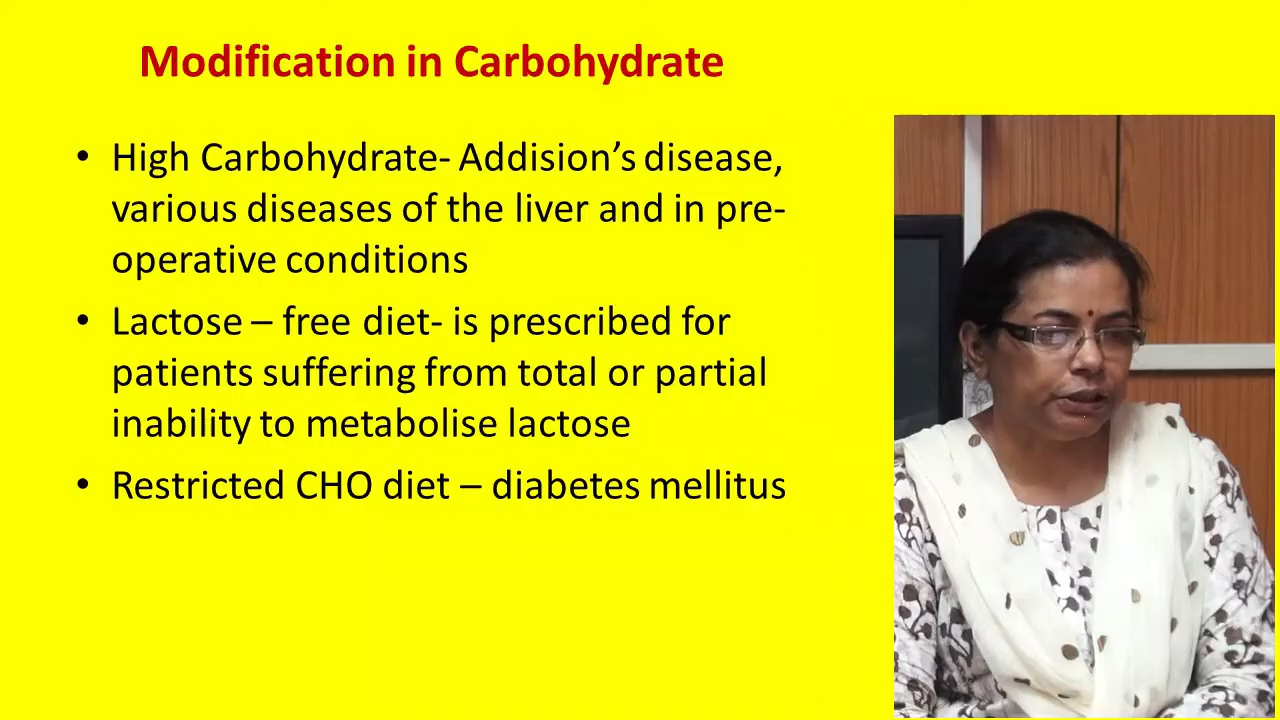 Modification in Carbohydrate
• High Carbohydrate- Addision’s disease,
various diseases of the liver and in pre-
operative conditions
• Lactose – free diet- is prescribed for
patients suffering from total or partial
inability to metabolise lactose
• Restricted CHO diet – diabetes mellitus